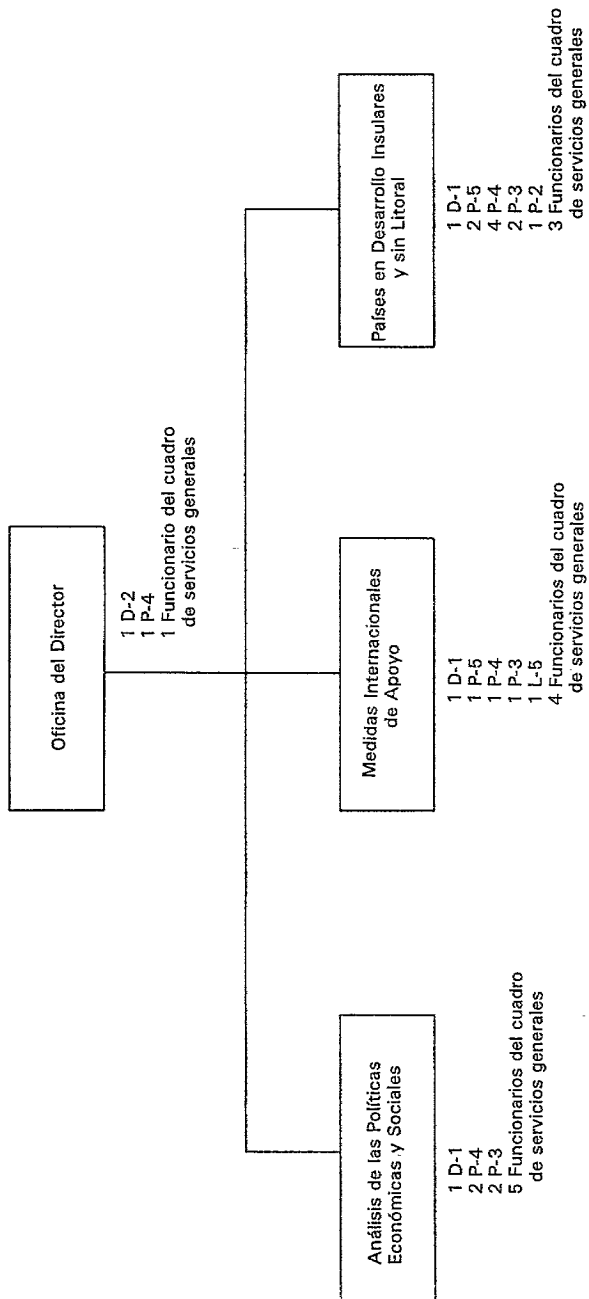 Oficina del Director
1 D-2
1 P-4
1 Funcionario del cuadro
de servicios generales
Análisis de las Políticas
Económicas y Sociales
1 D-1
2 P-4
2 P-3
5 Funcionarios del cuadro
de servicios generales
Medidas Internacionales
de Apoyo
1 D-1
1 P-5
1 P-4
1 P-3
1 L-5
4 Funcionarios del cuadro
de servicios generales
Países en Desarrollo Insulares
y sin Litoral
1 D-1
2 P-5
4 P-4
2 P-3
1 P-2
3 Funcionarios del cuadro
de servicios generales